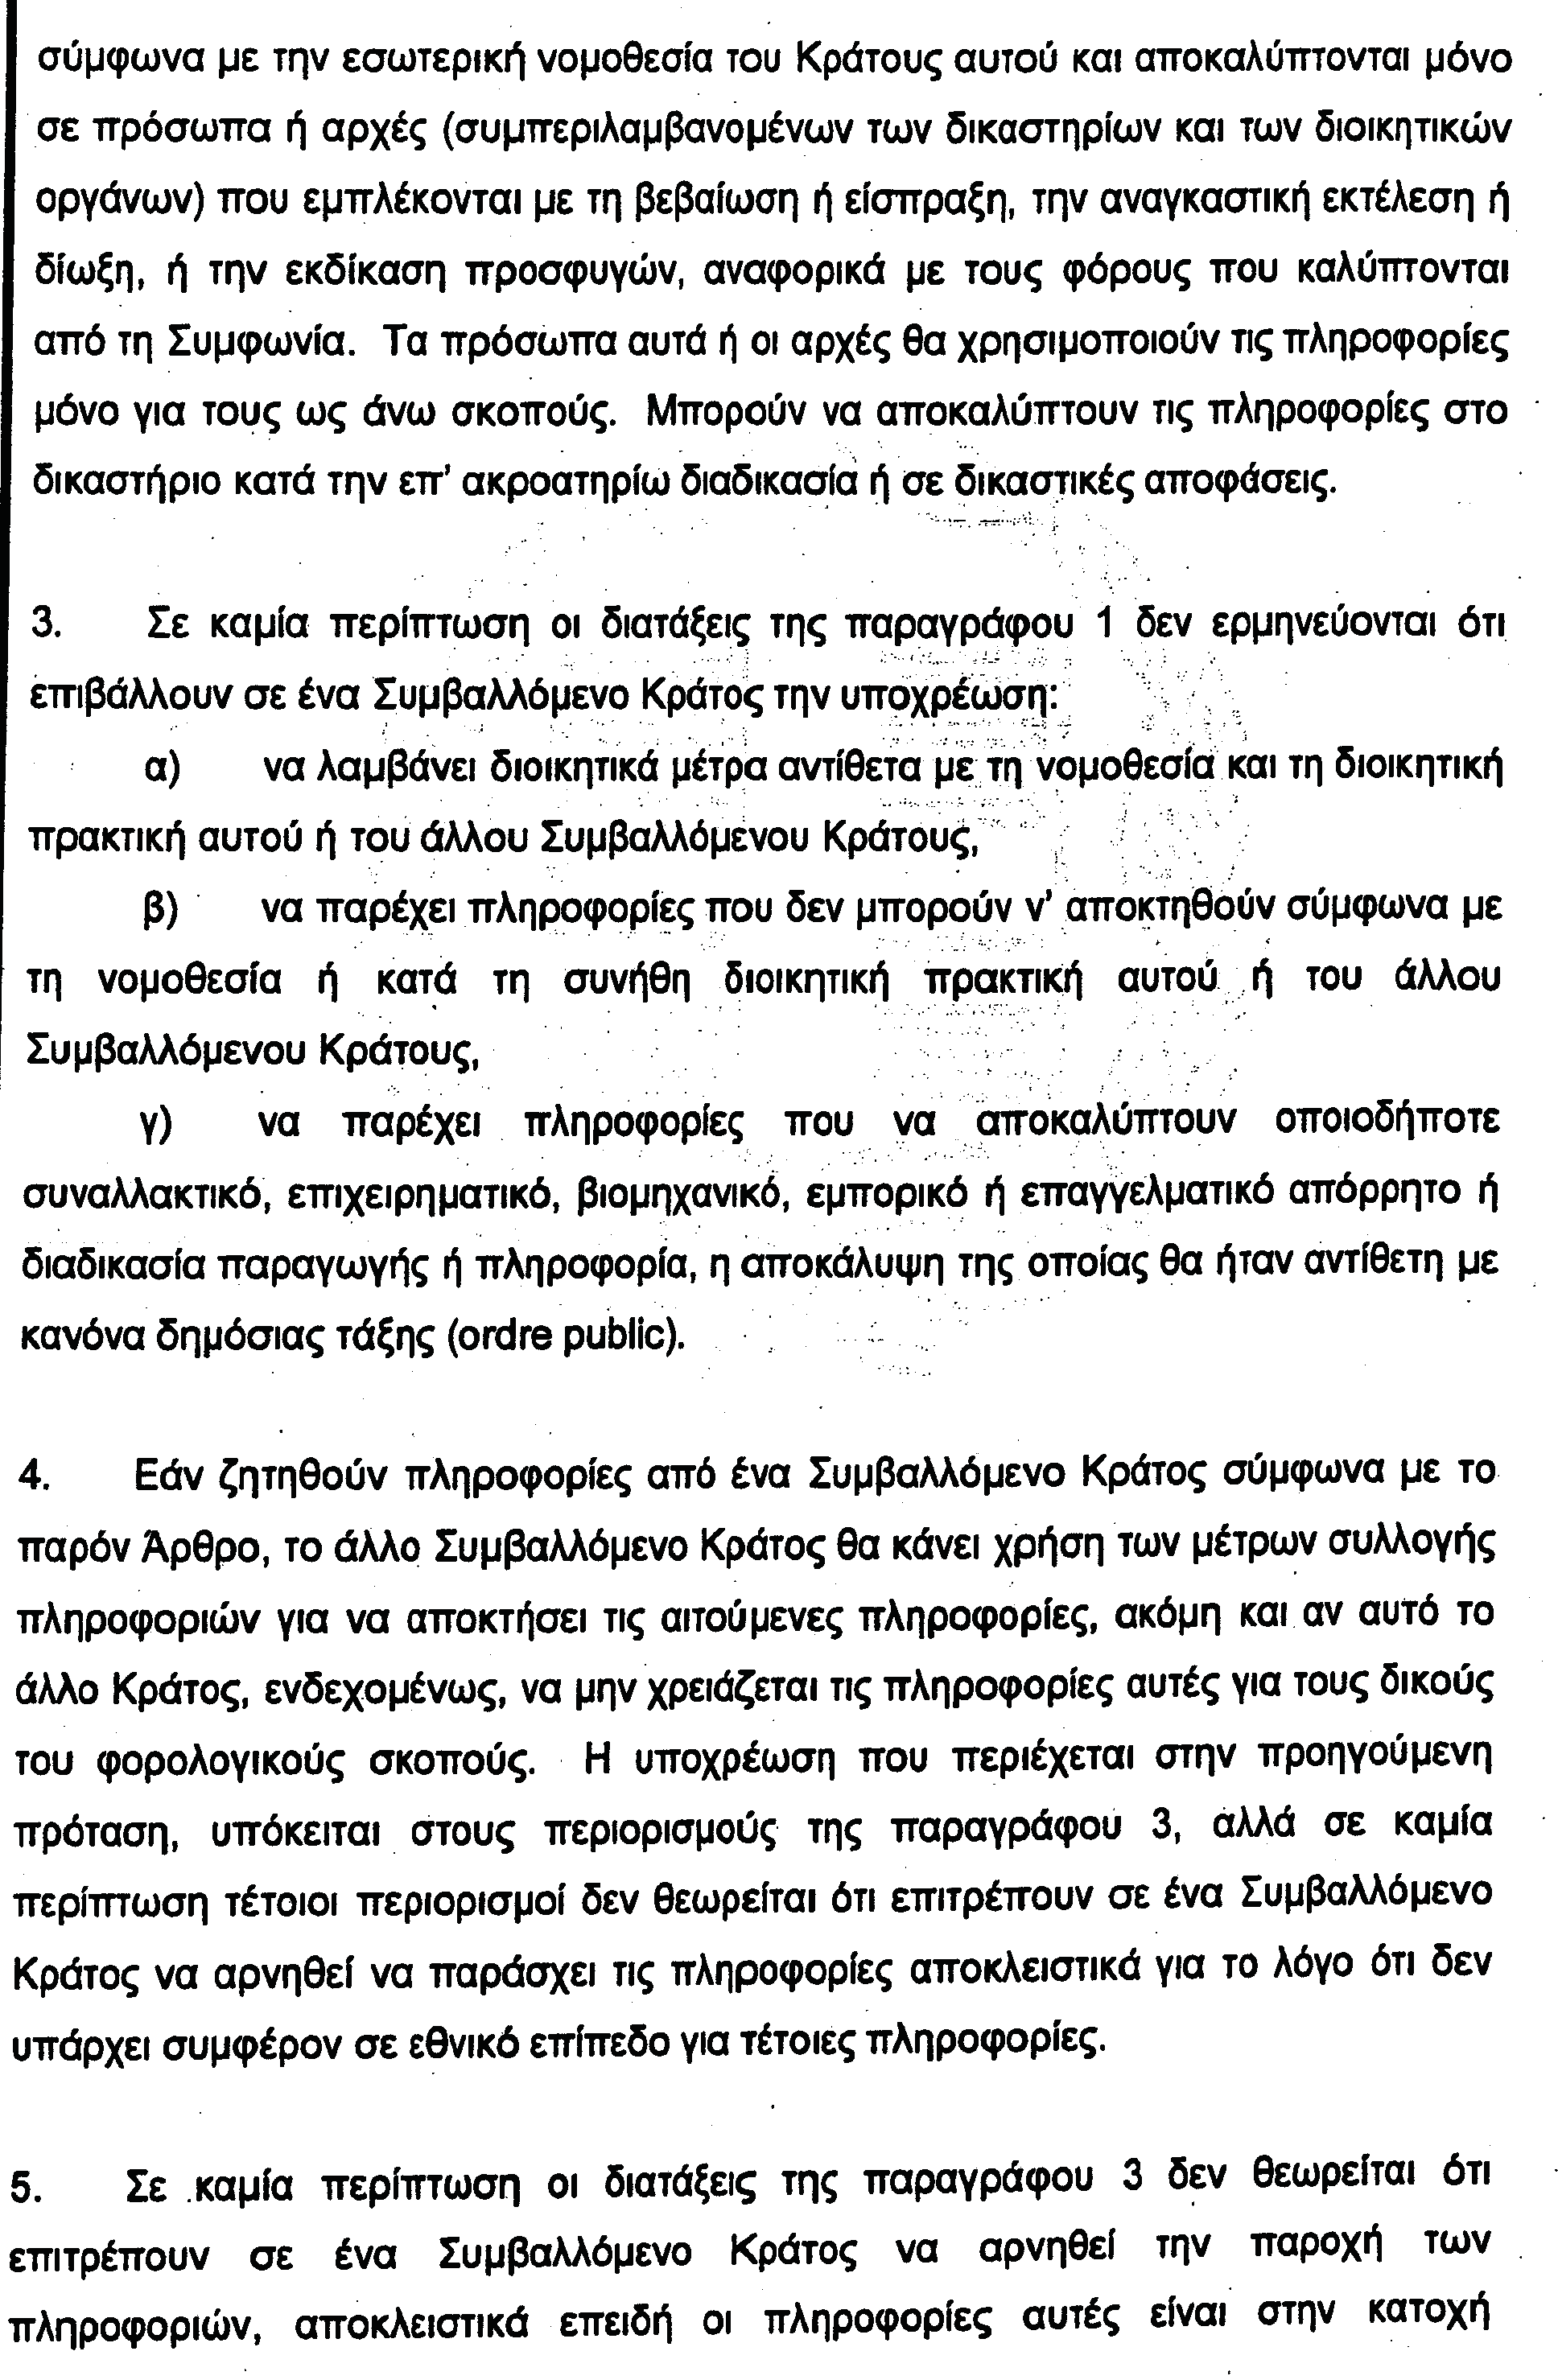 σύμφωνα με την εσωτερική νομοθεσία του Κράτους αυτού και αποκαλύπτονται μόνο
σε πρόσωπα ή αρχές (συμπεριλαμβανομένων των δικαστηρίων και των διοικητικών
οργάνων) που εμπλέκονται με τη βεβαίωση ή είσπραξη, την αναγκαστική εκτέλεση ή
δίωξη, ή την εκδίκαση προσφυγών, αναφορικά με τους φόρους που καλύπτονται
από τη Συμφωνία. Τα πρόσωπα αυτά ή οι αρχές θα χρησιμοποιούν τις πληροφορίες
μόνο για τους ως άνω σκοπούς. Μπορούν να αποκαλύπτουν τις πληροφορίες στο
δικαστήριο κατά την επ' ακροατηρίω διαδικασία ή σε δικαστικές αποφάσεις.
3. Σε καμία περίπτωση οι διατάξεις της παραγράφου 1 δεν ερμηνεύονται ότι
επιβάλλουν σε ένα Συμβαλλόμενο Κράτος την υποχρέωση:
α) να λαμβάνει διοικητικά μέτρα αντίθετα με τη νομοθεσία και τη διοικητική
πρακτική αυτού ή του άλλου Συμβαλλόμενου Κράτους,
β) να παρέχει πληροφορίες που δεν μπορούν ν' αποκτηθούν σύμφωνα με
τη νομοθεσία ή κατά τη συνήθη διοικητική πρακτική αυτού ή του άλλου
Συμβαλλόμενου Κράτους,
γ) να παρέχει πληροφορίες που να αποκαλύπτουν οποιοδήποτε
συναλλακτικό, επιχειρηματικό, βιομηχανικό, εμπορικό ή επαγγελματικό απόρρητο ή
διαδικασία παραγωγής ή πληροφορία, η αποκάλυψη της οποίας θα ήταν αντίθετη με
κανόνα δημόσιας τάξης (ordre public).
4. Εάν ζητηθούν πληροφορίες από ένα Συμβαλλόμενο Κράτος σύμφωνα με το
παρόν Άρθρο, το άλλο Συμβαλλόμενο Κράτος θα κάνει χρήση των μέτρων συλλογής
πληροφοριών για να αποκτήσει τις αιτούμενες πληροφορίες, ακόμη και αν αυτό το
άλλο Κράτος, ενδεχομένως, να μην χρειάζεται τις πληροφορίες αυτές για τους δικούς
του φορολογικούς σκοπούς. Η υποχρέωση που περιέχεται στην προηγούμενη
πρόταση, υπόκειται στους περιορισμούς της παραγράφου 3, αλλά σε καμία
περίπτωση τέτοιοι περιορισμοί δεν θεωρείται ότι επιτρέπουν σε ένα Συμβαλλόμενο
Κράτος να αρνηθεί να παράσχει τις πληροφορίες αποκλειστικά για το λόγο ότι δεν
υπάρχει συμφέρον σε εθνικό επίπεδο για τέτοιες πληροφορίες.
5. Σε καμία περίπτωση οι διατάξεις της παραγράφου 3 δεν θεωρείται ότι
επιτρέπουν σε ένα Συμβαλλόμενο Κράτος να αρνηθεί την παροχή των
πληροφοριών, αποκλειστικά επειδή οι πληροφορίες αυτές είναι στην κατοχή